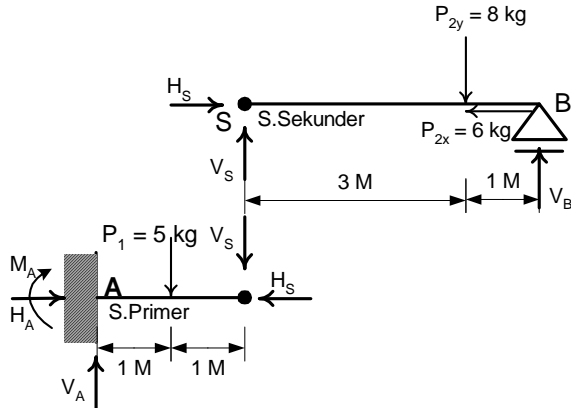 P2y = 8 kg
HS
S
S.Sekunder
B
P2x = 6 kg
VS
3 M
1 M
VB
P1 = 5 kg
VS
MA
A
HS
HA
S.Primer
1 M
1 M
VA